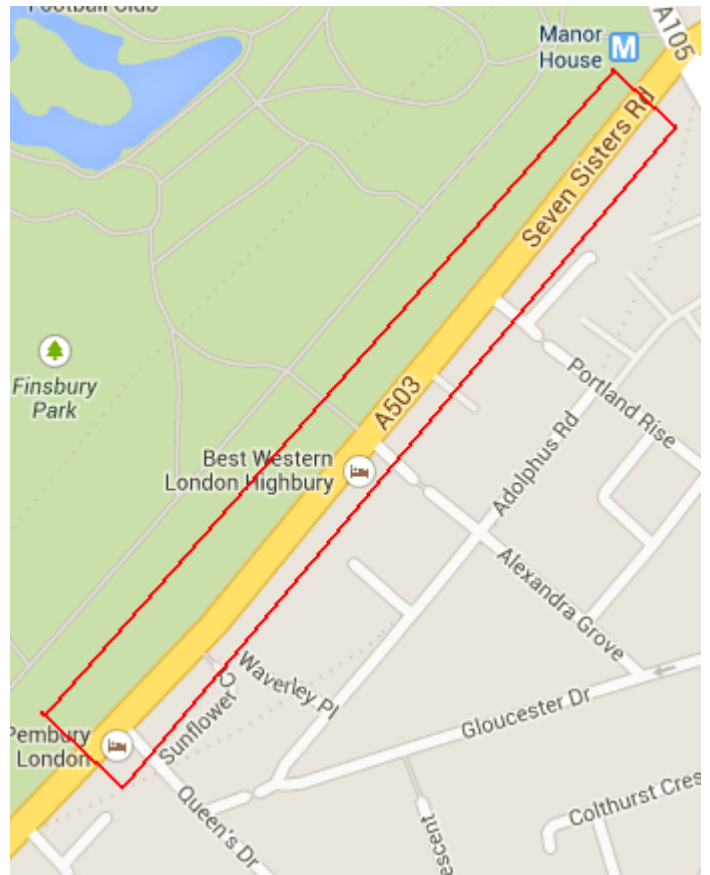 Football Club
Manor
House
M
A105
Seven Sisters Rd
Finsbury
Park
A503
Portland Rise
Best Western
London Highbury
Adolphus Rd
Alexandra Grove
Waverley Pl
Gloucester Dr
Pembury
London
Sunflower C
Queen's Dr
Colthurst Cres
escent